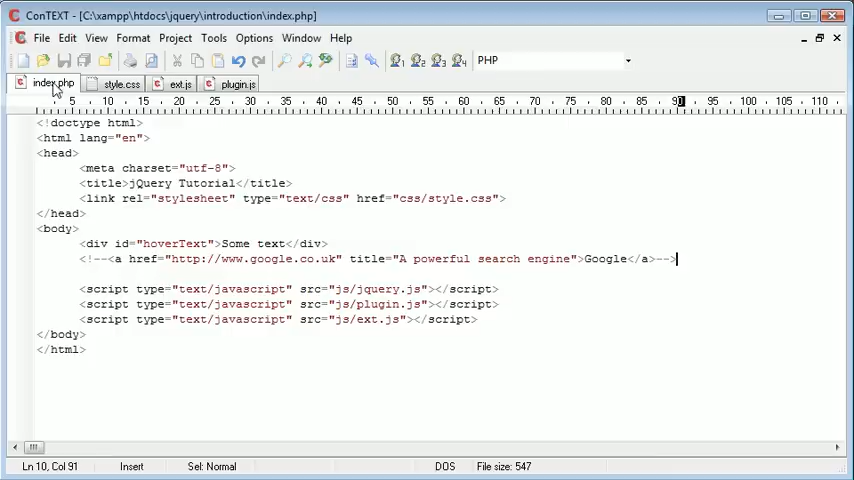 ConTEXT - [C:\xampp\htdocs\jquery\introduction\index.php]
File Edit View Format Project Tools Options Window Help
1 2 3 4 PHP
index.php style.css ext.js plugin.js
5 10 15 20 25 30 35 40 45 50 55 60 65 70 75 80 85 90 95 100 105 110
<!doctype html>
<html lang="en">
<head>
<meta charset="utf-8">
<title>jQuery Tutorial</title>
<link rel="stylesheet" type="text/css" href="css/style.css">
</head>
<body>
<div id="hoverText">Some text</div>
<!--<a href="http://www.google.co.uk" title="A powerful search engine">Google</a>-->
<script type="text/javascript" src="js/jquery.js"></script>
<script type="text/javascript" src="js/plugin.js"></script>
<script type="text/javascript" src="js/ext.js"></script>
</body>
</html>
Ln 10, Col 91 Insert Sel: Normal DOS File size: 547